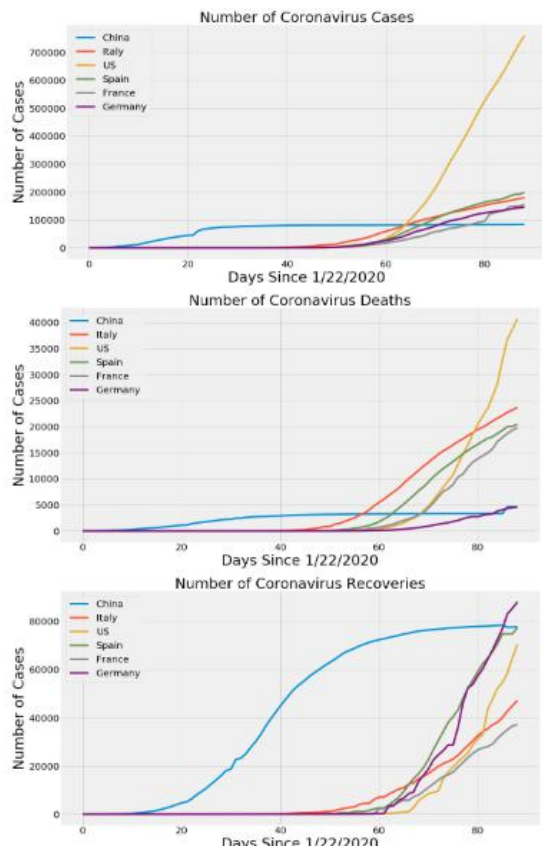 Number of Coronavirus Cases
China
Italy
US
Spain
France
Germany
Number of Cases
700000
600000
500000
400000
300000
200000
100000
0
0 20 40 60 80
Days Since 1/22/2020
Number of Coronavirus Deaths
China
Italy
US
Spain
France
Germany
Number of Cases
40000
35000
30000
25000
20000
15000
10000
5000
0
0 20 40 60 80
Days Since 1/22/2020
Number of Coronavirus Recoveries
China
Italy
US
Spain
France
Germany
Number of Cases
80000
60000
40000
20000
0
0 20 40 60 80
Days Since 1/22/2020